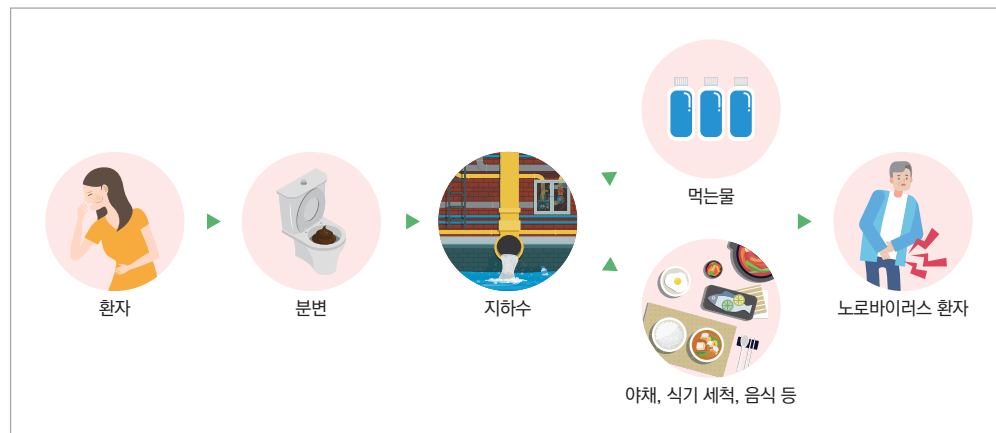 환자
분변
지하수
먹는물
야채, 식기 세척, 음식 등
노로바이러스 환자